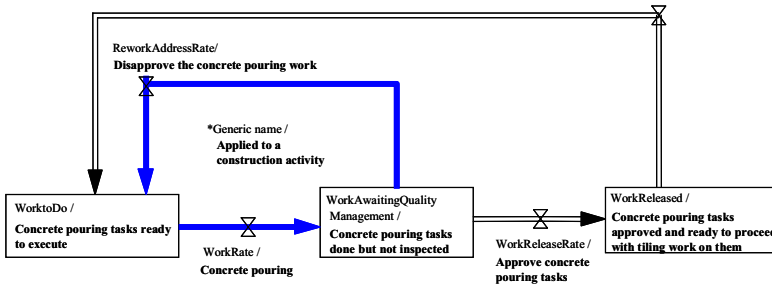 ReworkAddressRate/
Disapprove the concrete pouring work
*Generic name /
Applied to a
construction activity
WorktoDo /
Concrete pouring tasks ready
to execute
WorkRate /
Concrete pouring
WorkAwaitingQuality
Management /
Concrete pouring tasks
done but not inspected
WorkReleaseRate /
Approve concrete
pouring tasks
WorkReleased /
Concrete pouring tasks
approved and ready to proceed
with tiling work on them